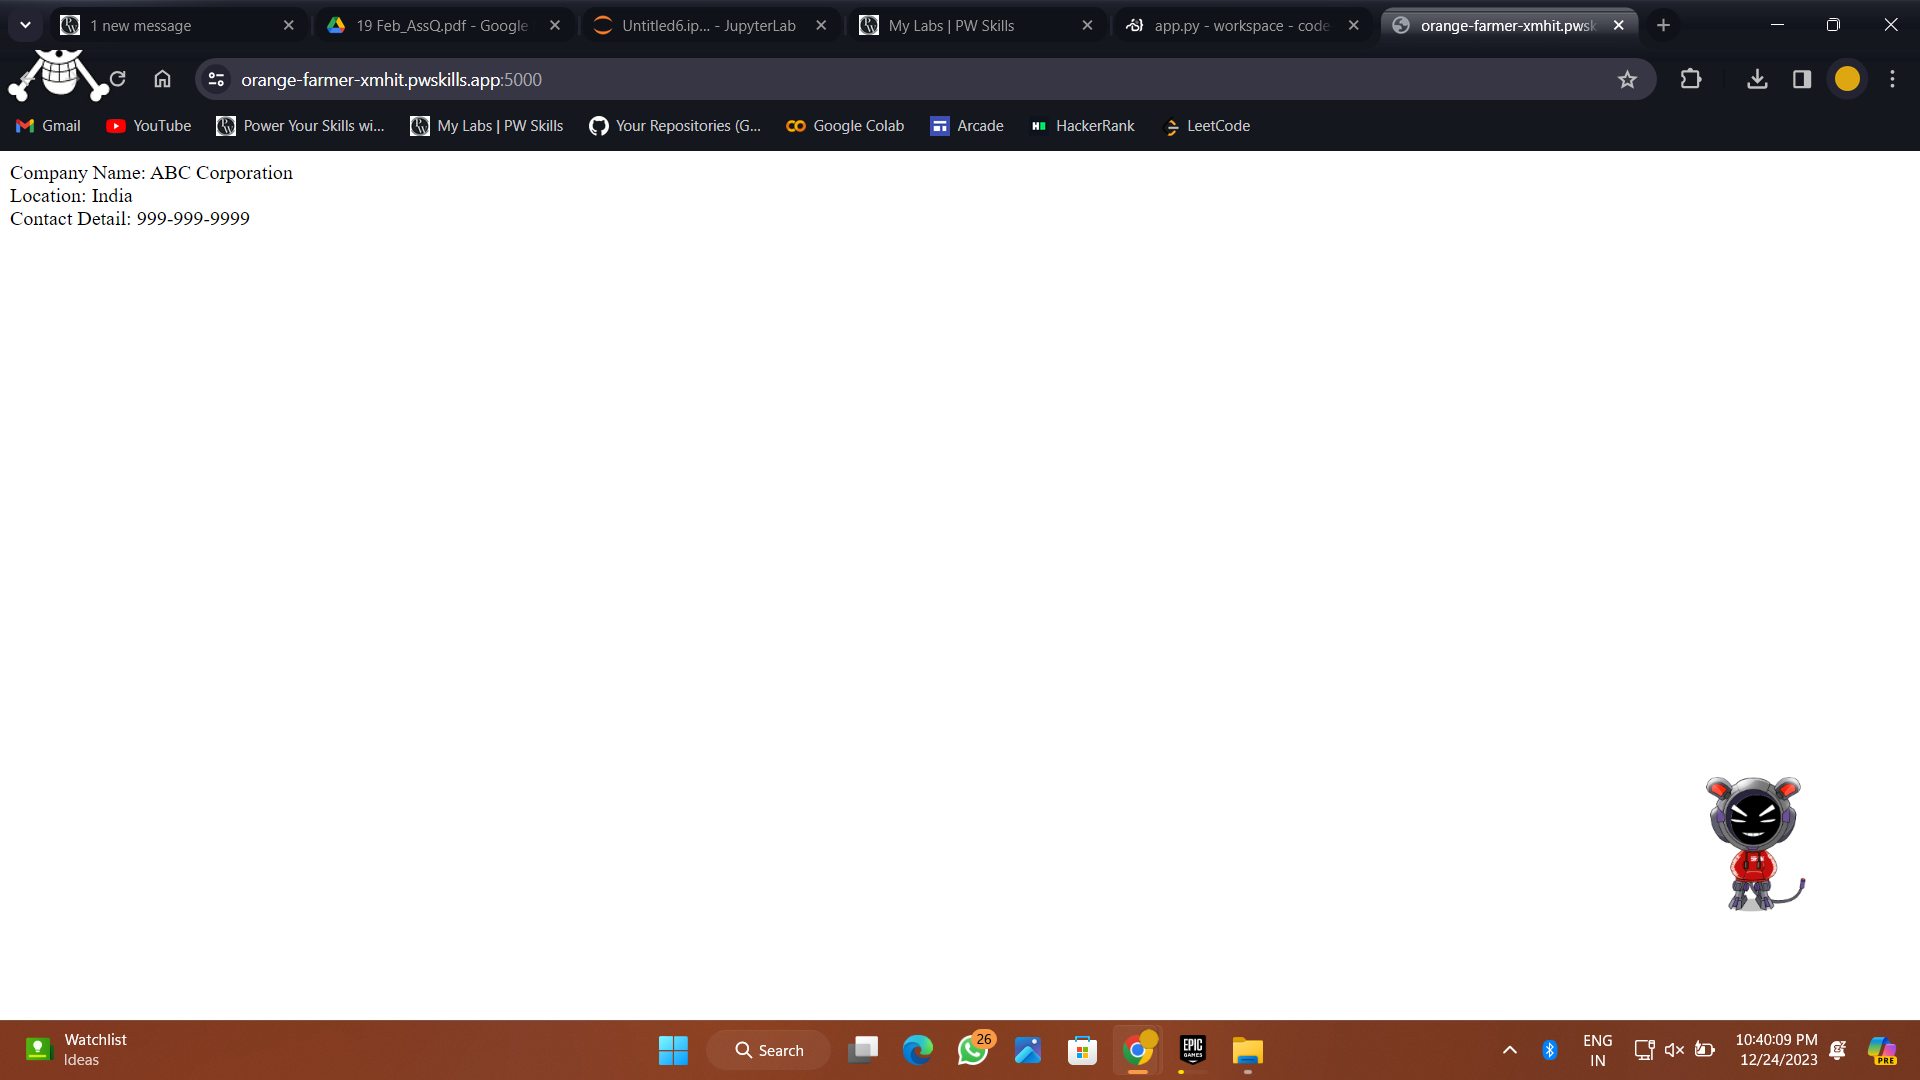 1 new message
19 Feb_AssQ.pdf - Google
Untitled6.ip... - JupyterLab
My Labs | PW Skills
app.py - workspace - code
orange-farmer-xmhit.pwsk
orange-farmer-xmhit.pwskills.app:5000
Gmail
YouTube
Power Your Skills wi...
My Labs | PW Skills
Your Repositories (G...
Google Colab
Arcade
HackerRank
LeetCode
Company Name: ABC Corporation
Location: India
Contact Detail: 999-999-9999
Watchlist
Ideas
Search
26
EPIC
GAMES
ENG
IN
10:40:09 PM
12/24/2023
PRE